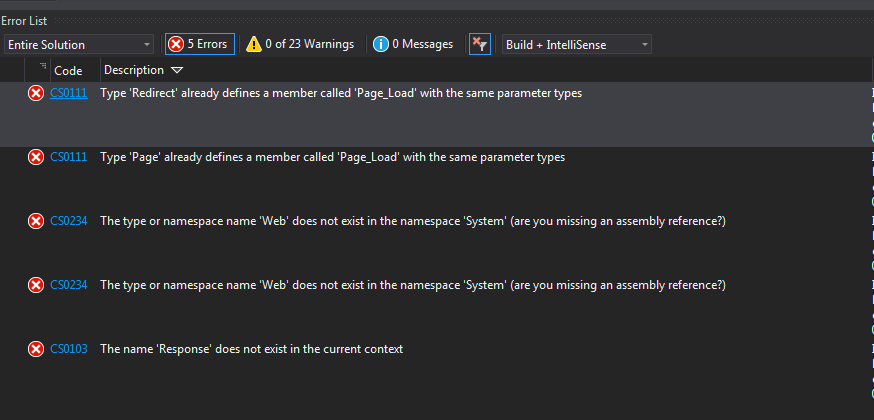 Error List
Entire Solution 5 Errors 0 of 23 Warnings 0 Messages Build + IntelliSense
Code Description
CS0111 Type 'Redirect' already defines a member called 'Page_Load' with the same parameter types
CS0111 Type 'Page' already defines a member called 'Page_Load' with the same parameter types
CS0234 The type or namespace name 'Web' does not exist in the namespace 'System' (are you missing an assembly reference?)
CS0234 The type or namespace name 'Web' does not exist in the namespace 'System' (are you missing an assembly reference?)
CS0103 The name 'Response' does not exist in the current context